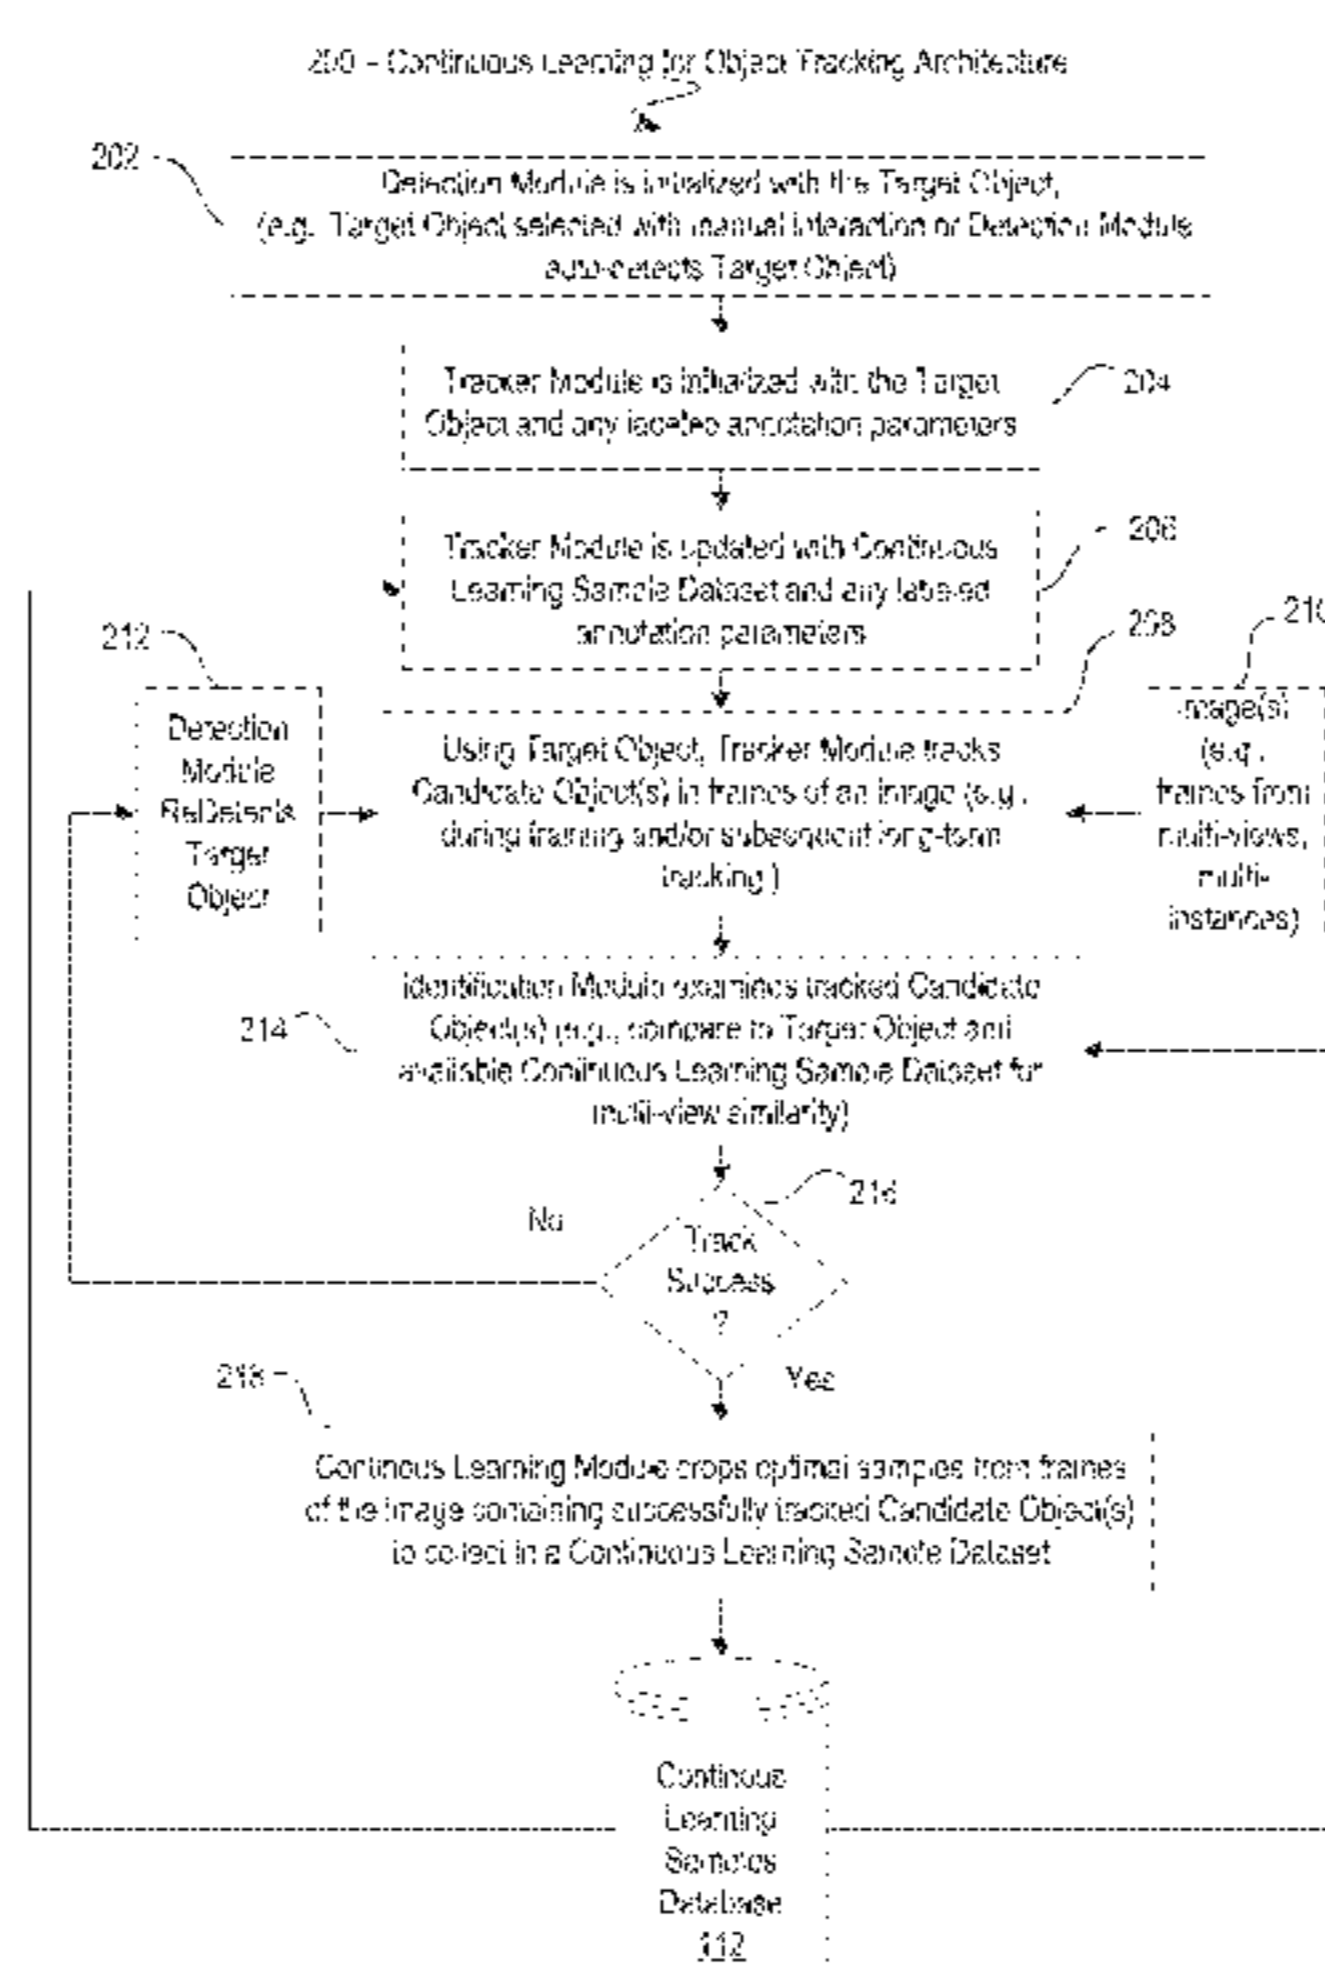 200 – Continuous Learning for Object Tracking Architecture
202
Detection Module is initialized with the Target Object,
(e.g. Target Object selected with manual interaction or Detection Module
auto-detects Target Object)
Tracker Module is initialized with the Target
Object and any labeled annotation parameters
204
Tracker Module is updated with Continuous
Learning Sample Dataset and any labeled
annotation parameters
206
208
210
212
Detection
Module
ReDetects
Target
Object
Using Target Object, Tracker Module tracks
Candidate Object(s) in frames of an image (e.g.,
during training and/or subsequent long-term
tracking.)
Image(s)
(e.g.,
frames from
multi-views,
multi-
instances)
214
Identification Module examines tracked Candidate
Object(s) (e.g., compare to Target Object and
available Continuous Learning Sample Dataset for
multi-view similarity)
216
No
Track
Success
?
Yes
218
Continous Learning Module crops optimal samples from frames
of the image containing successfully tracked Candidate Object(s)
to collect in a Continuous Learning Sample Dataset
Continous
Learning
Samples
Database
112